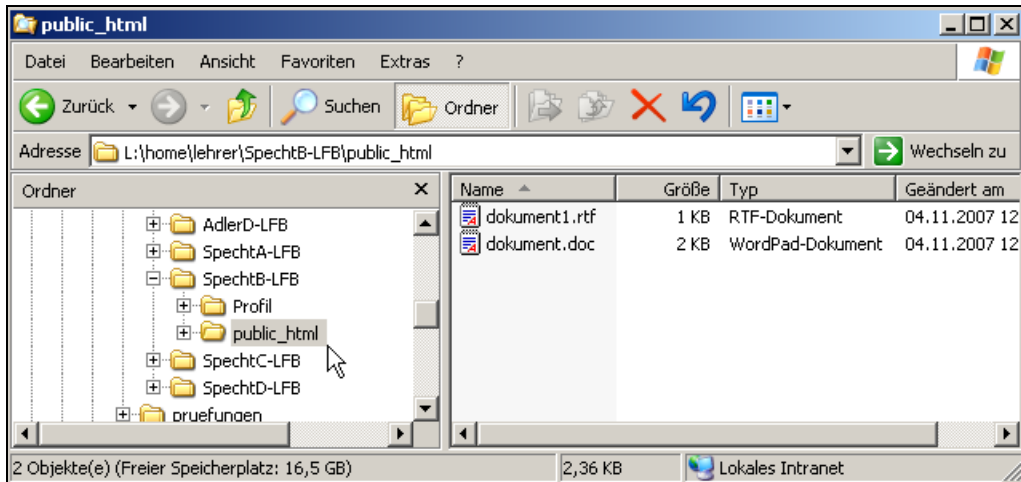 public_html
Datei Bearbeiten Ansicht Favoriten Extras ?
Zurück Suchen Ordner
Adresse L:\home\lehrer\SpechtB-LFB\public_html Wechseln zu
Ordner Name Größe Typ Geändert am
AdlerD-LFB dokument1.rtf 1 KB RTF-Dokument 04.11.2007 12
SpechtA-LFB dokument.doc 2 KB WordPad-Dokument 04.11.2007 12
SpechtB-LFB
Profil
public_html
SpechtC-LFB
SpechtD-LFB
pruefungen
2 Objekte(e) (Freier Speicherplatz: 16,5 GB) 2,36 KB Lokales Intranet